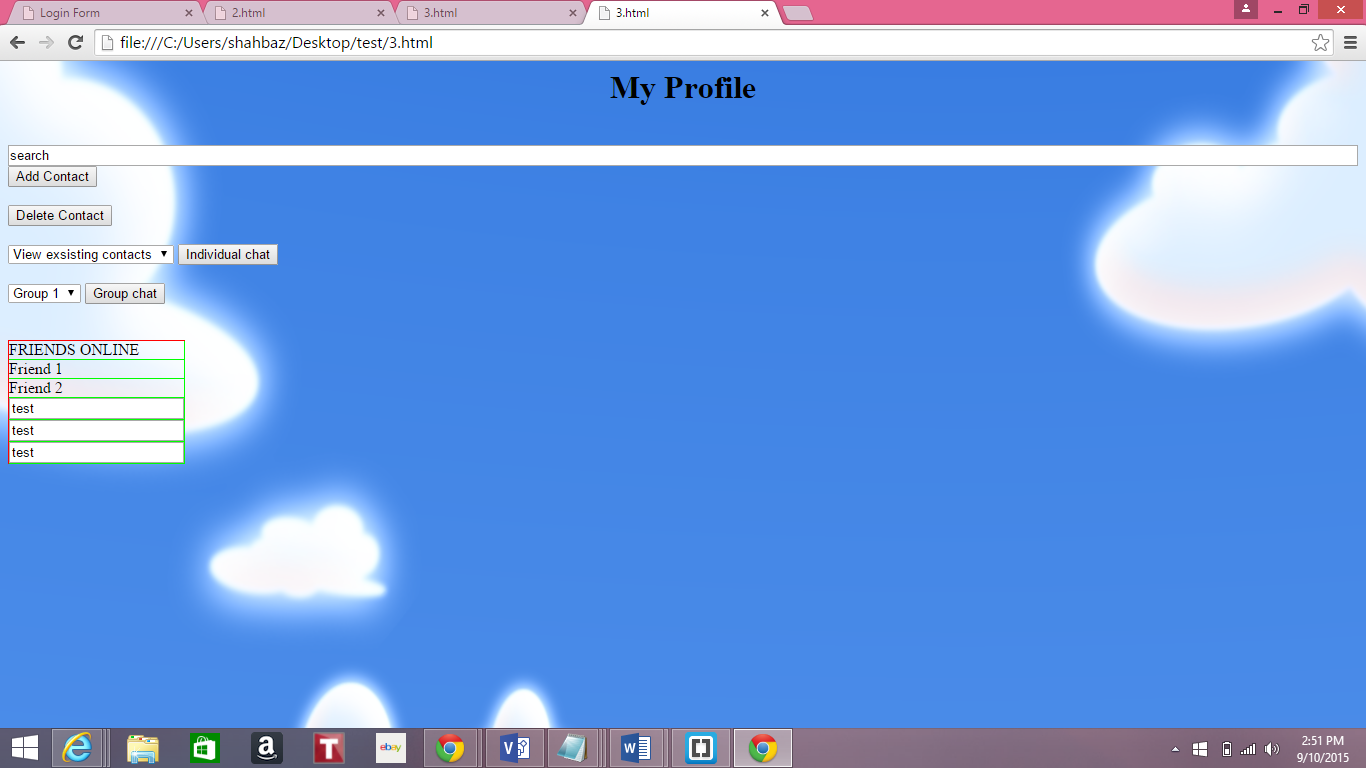 Login Form
2.html
3.html
3.html
file:///C:/Users/shahbaz/Desktop/test/3.html
My Profile
search
Add Contact
Delete Contact
View exsisting contacts
Individual chat
Group 1
Group chat
FRIENDS ONLINE
Friend 1
Friend 2
test
test
test
a
T
ebay
V
W
2:51 PM
9/10/2015